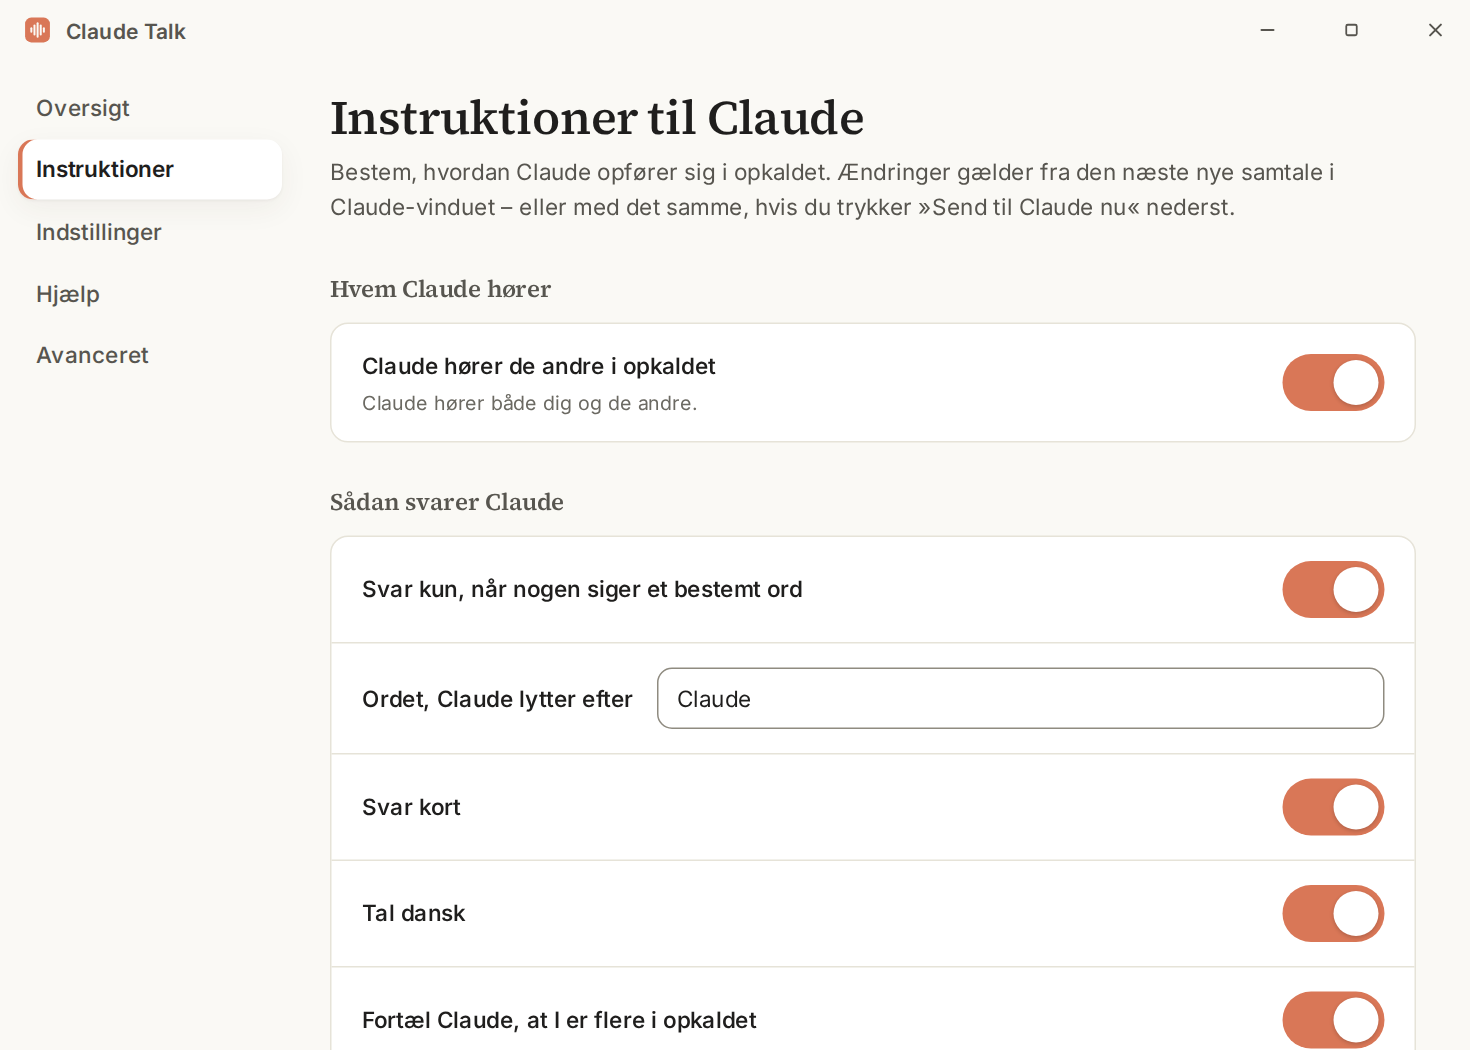 Claude Talk
Oversigt
Instruktioner
Indstillinger
Hjælp
Avanceret
Instruktioner til Claude
Bestem, hvordan Claude opfører sig i opkaldet. Ændringer gælder fra den næste nye samtale i
Claude-vinduet – eller med det samme, hvis du trykker »Send til Claude nu« nederst.
Hvem Claude hører
Claude hører de andre i opkaldet
Claude hører både dig og de andre.
Sådan svarer Claude
Svar kun, når nogen siger et bestemt ord
Ordet, Claude lytter efter
Claude
Svar kort
Tal dansk
Fortæl Claude, at I er flere i opkaldet